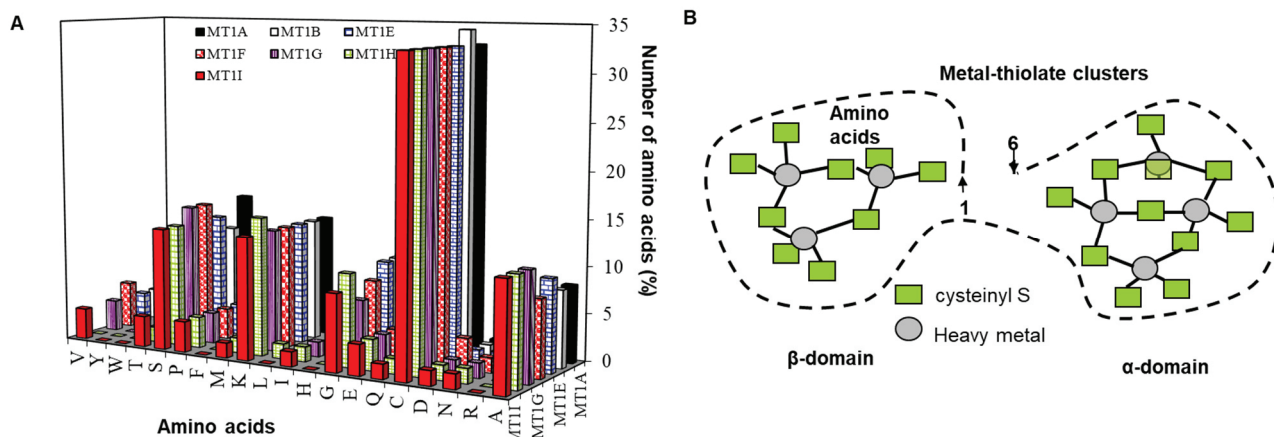 A
MT1A MT1B MT1E
MT1F MT1G MT1H
MT1I
35
30
25
20
15
10
5
0
Number of amino acids (%)
V Y W T S P F M K L I H G E Q C D N R A
MT1I MT1G MT1E MT1A
Amino acids
B
Metal-thiolate clusters
Amino
acids
6
1
cysteinyl S
Heavy metal
β-domain
α-domain